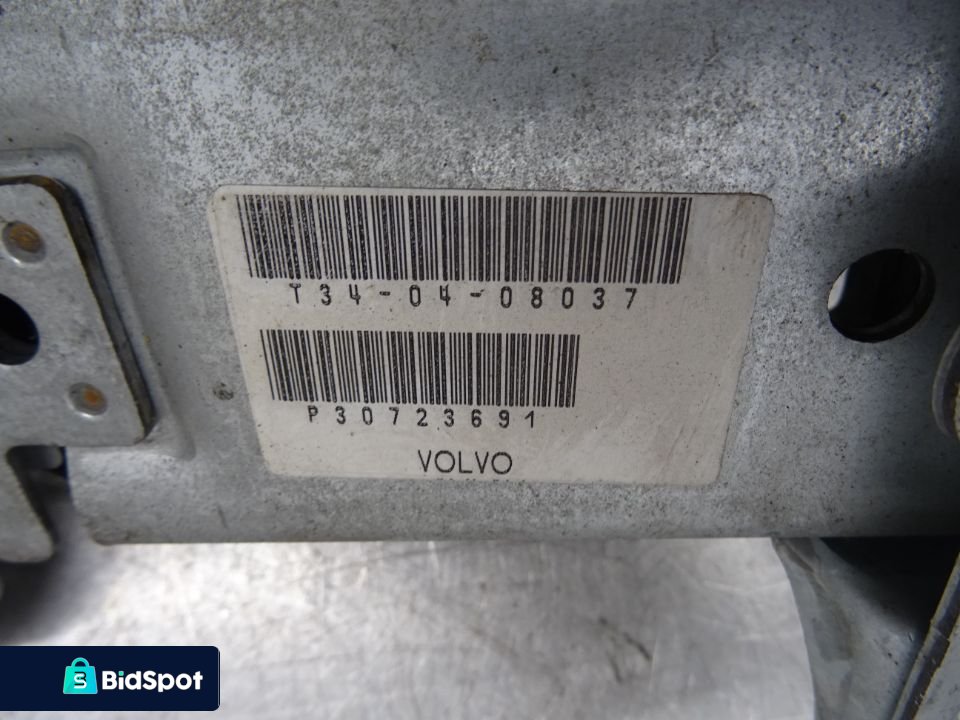 T34-04-08037
P30723691
VOLVO
BidSpot